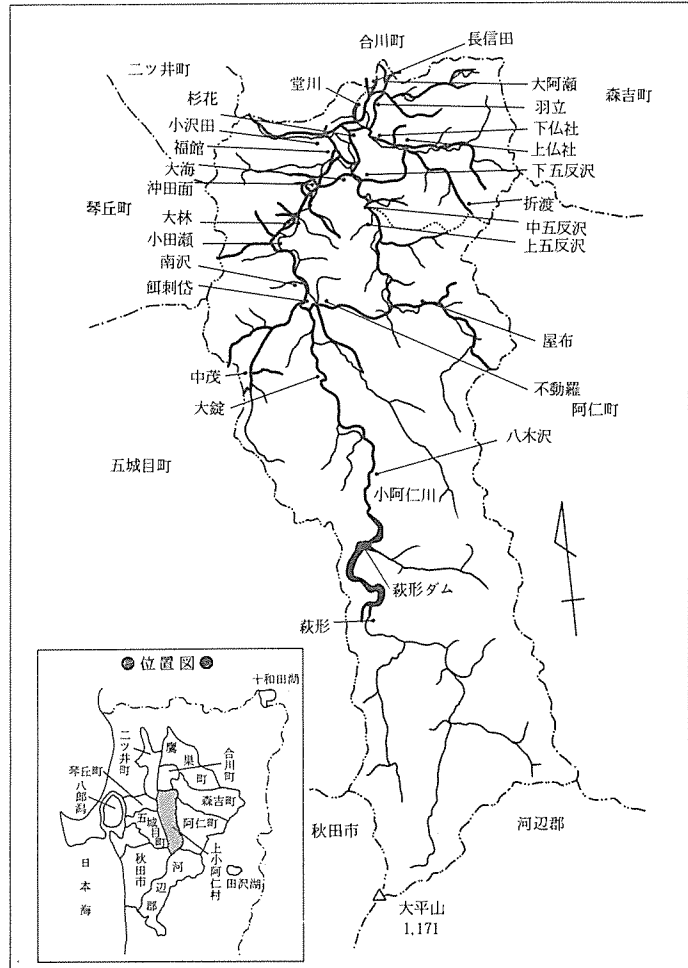 合川町
長信田
二ツ井町
堂川
大阿瀬
杉花
羽立
森吉町
小沢田
下仏社
福館
上仏社
大海
下五反沢
沖田面
琴丘町
折渡
大林
中五反沢
小田瀬
上五反沢
南沢
餌刺岱
屋布
中茂
不動羅
大錠
阿仁町
八木沢
五城目町
小阿仁川
萩形ダム
萩形
秋田市
河辺郡
大平山
1,171
●位置図●
十和田湖
二ツ井町
鷹巣町
合川町
琴丘町
八郎潟
森吉町
五城目町
阿仁町
上小阿仁村
日本海
秋田市
河辺郡
田沢湖